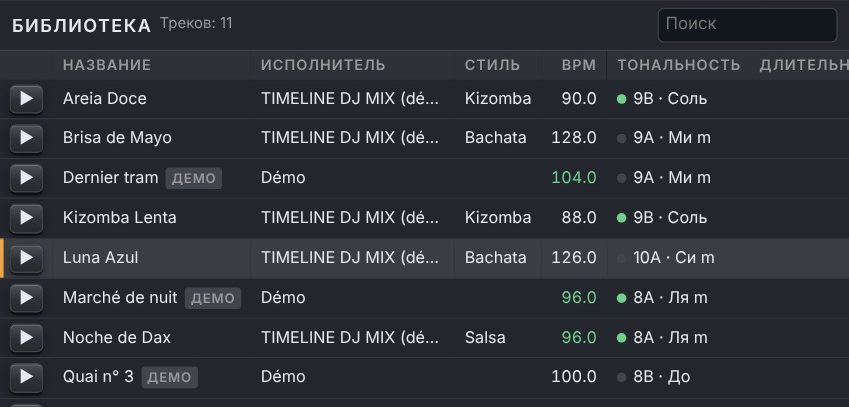 БИБЛИОТЕКА Треков: 11 Поиск
НАЗВАНИЕ ИСПОЛНИТЕЛЬ СТИЛЬ BPM ТОНАЛЬНОСТЬ ДЛИТЕЛЬН
Areia Doce TIMELINE DJ MIX (dé... Kizomba 90.0 9B · Соль
Brisa de Mayo TIMELINE DJ MIX (dé... Bachata 128.0 9A · Ми m
Dernier tram ДЕМО Démo 104.0 9A · Ми m
Kizomba Lenta TIMELINE DJ MIX (dé... Kizomba 88.0 9B · Соль
Luna Azul TIMELINE DJ MIX (dé... Bachata 126.0 10A · Си m
Marché de nuit ДЕМО Démo 96.0 8A · Ля m
Noche de Dax TIMELINE DJ MIX (dé... Salsa 96.0 8A · Ля m
Quai n° 3 ДЕМО Démo 100.0 8B · До